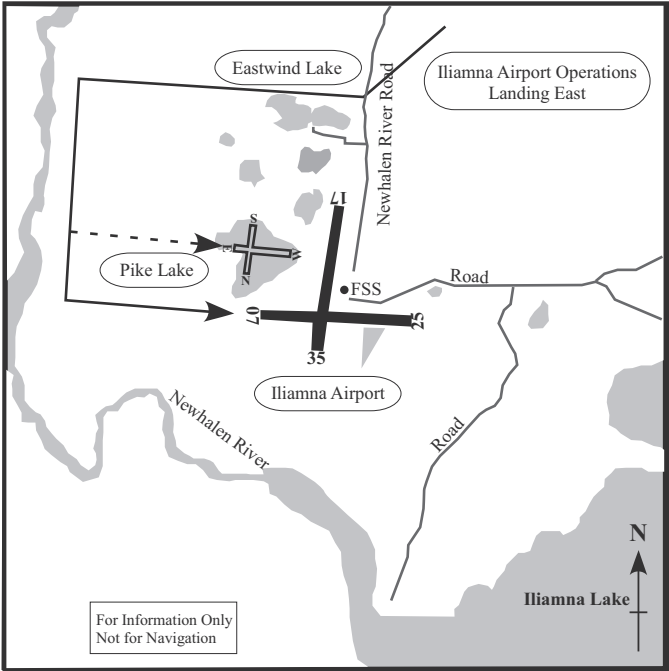 Eastwind Lake
Iliamna Airport Operations
Landing East
Newhalen River Road
17
S
E
W
N
Pike Lake
FSS
Road
07
25
35
Iliamna Airport
Newhalen River
Road
N
Iliamna Lake
For Information Only
Not for Navigation